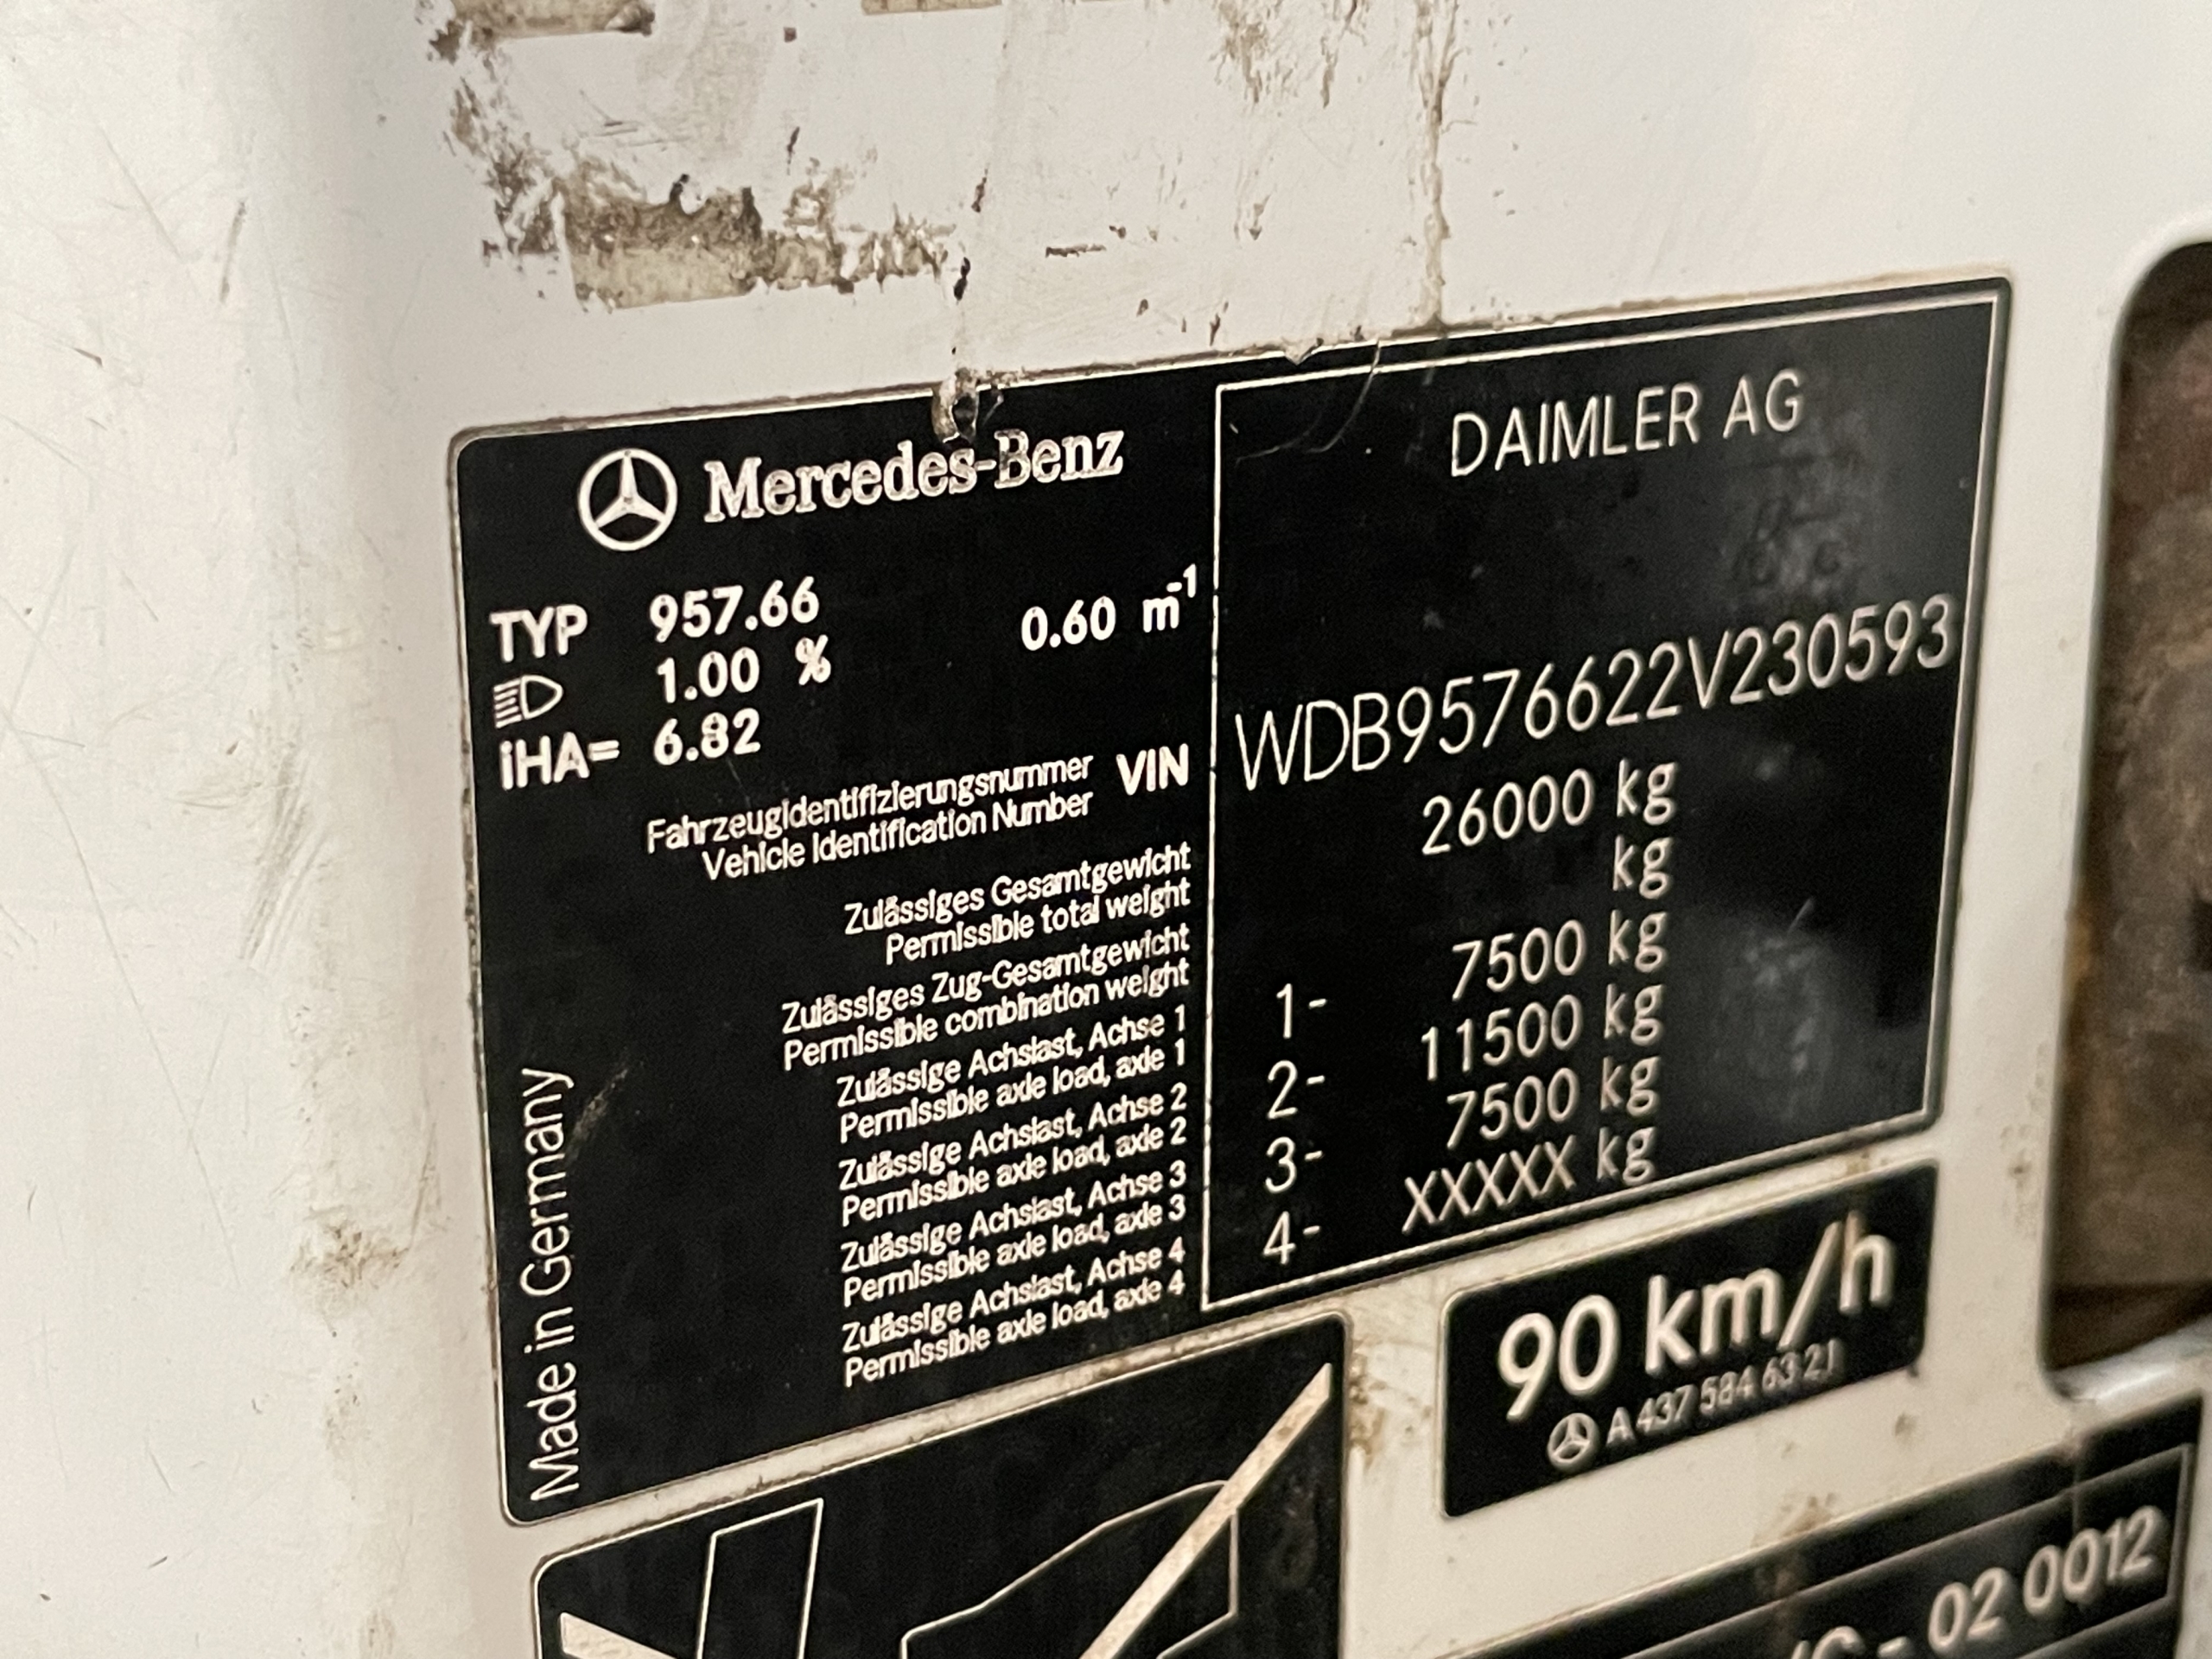 Mercedes-Benz
TYP 957.66 0.60 m-1
1.00 %
iHA= 6.82
Fahrzeugidentifizierungsnummer VIN
Vehicle Identification Number
Zulässiges Gesamtgewicht
Permissible total weight
Zulässiges Zug-Gesamtgewicht
Permissible combination weight
Zulässige Achslast, Achse 1
Permissible axle load, axle 1
Zulässige Achslast, Achse 2
Permissible axle load, axle 2
Zulässige Achslast, Achse 3
Permissible axle load, axle 3
Zulässige Achslast, Achse 4
Permissible axle load, axle 4
Made in Germany
DAIMLER AG
WDB9576622V230593
26000 kg
kg
1- 7500 kg
2- 11500 kg
3- 7500 kg
4- XXXXX kg
90 km/h
A 437 584 63 21
- 02 0012